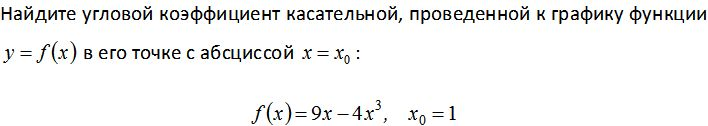 Найдите угловой коэффициент касательной, проведенной к графику функции
y = f(x) в его точке с абсциссой x = x₀ :
f(x) = 9x − 4x³, x₀ = 1